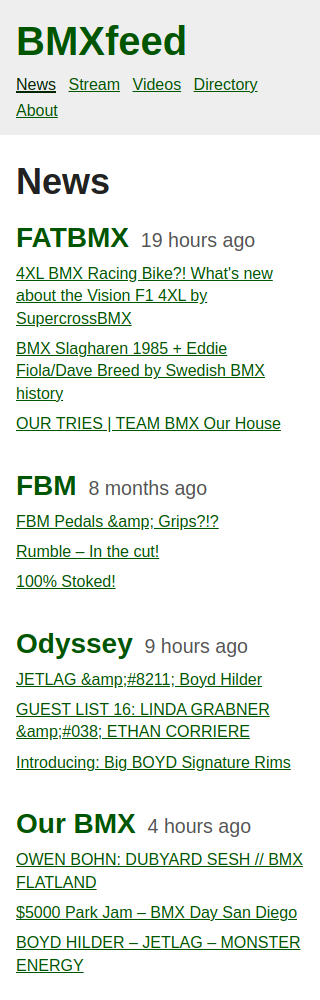 BMXfeed
News Stream Videos Directory
About
News
FATBMX 19 hours ago
4XL BMX Racing Bike?! What's new
about the Vision F1 4XL by
SupercrossBMX
BMX Slagharen 1985 + Eddie
Fiola/Dave Breed by Swedish BMX
history
OUR TRIES | TEAM BMX Our House
FBM 8 months ago
FBM Pedals &amp; Grips?!?
Rumble – In the cut!
100% Stoked!
Odyssey 9 hours ago
JETLAG &amp;#8211; Boyd Hilder
GUEST LIST 16: LINDA GRABNER
&amp;#038; ETHAN CORRIERE
Introducing: Big BOYD Signature Rims
Our BMX 4 hours ago
OWEN BOHN: DUBYARD SESH // BMX
FLATLAND
$5000 Park Jam – BMX Day San Diego
BOYD HILDER – JETLAG – MONSTER
ENERGY